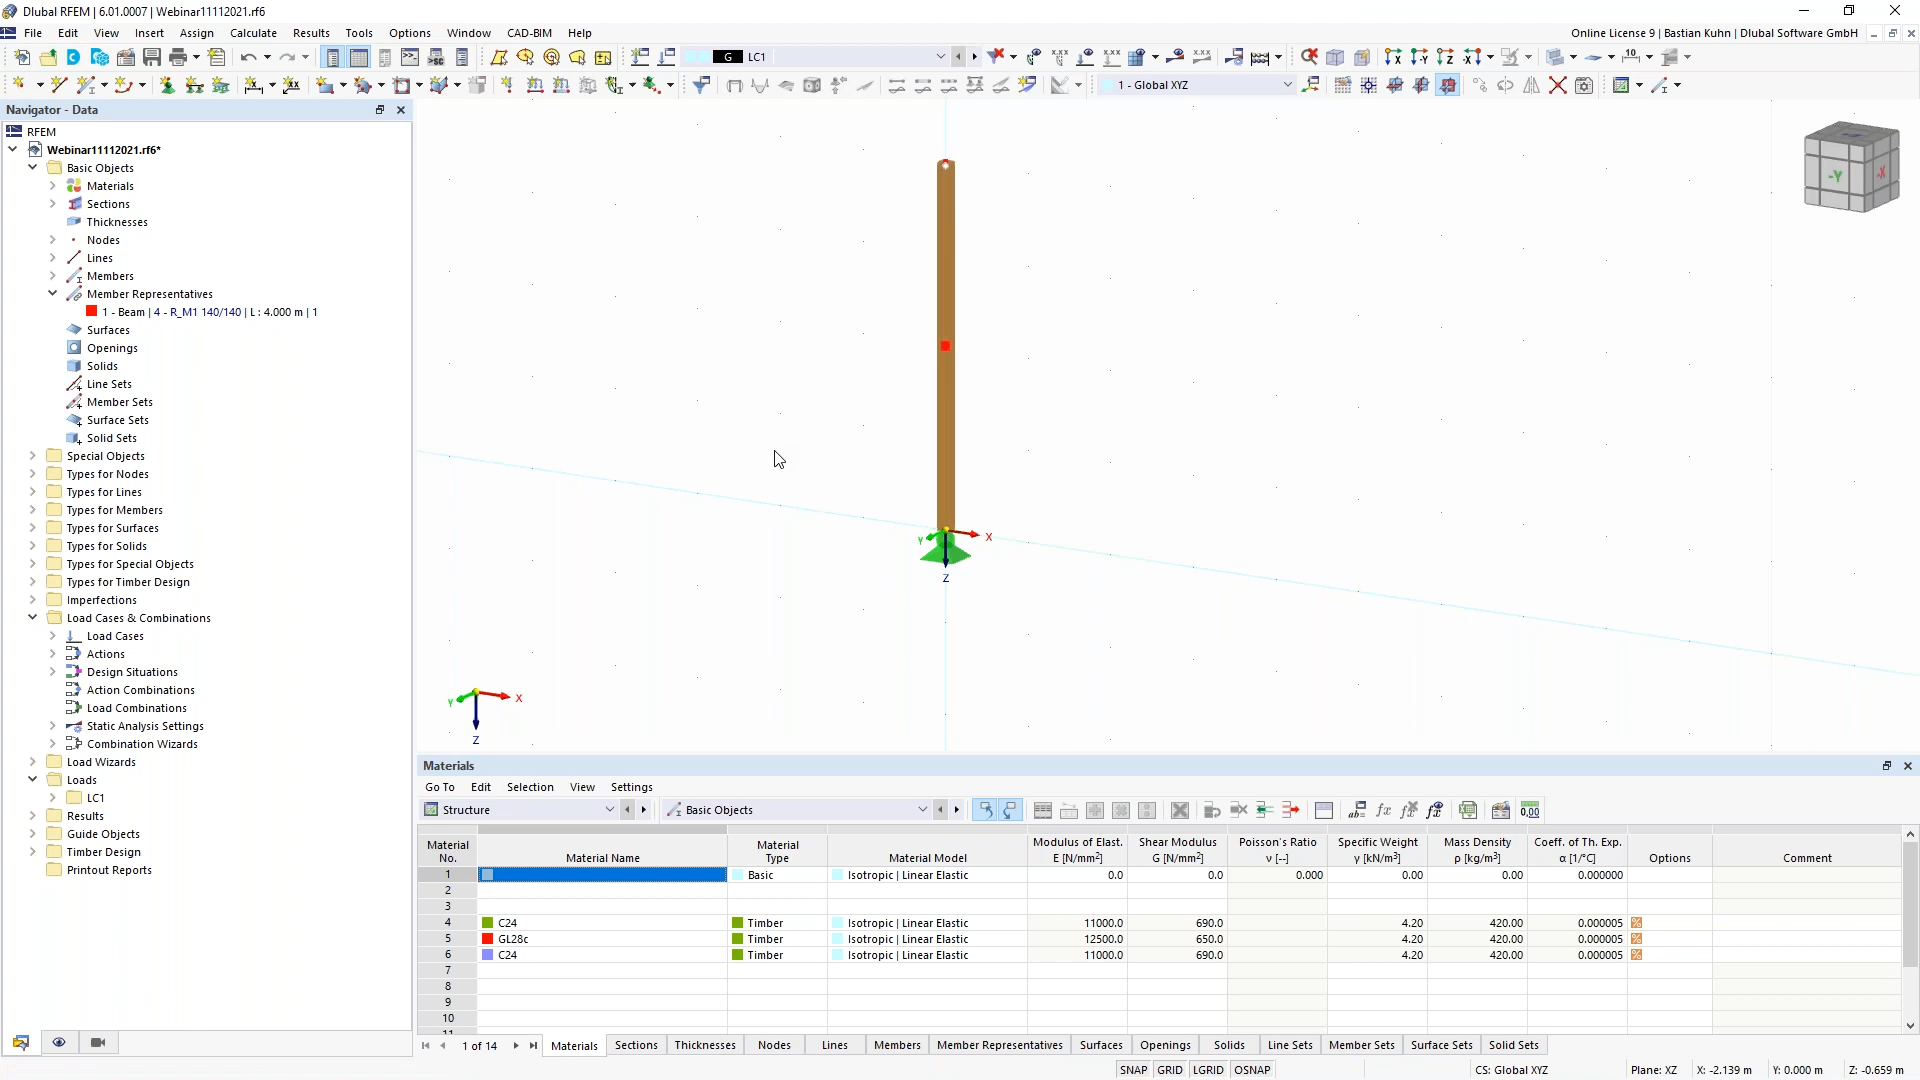 Dlubal RFEM | 6.01.0007 | Webinar11112021.rf6
File Edit View Insert Assign Calculate Results Tools Options Window CAD-BIM Help
Online License 9 | Bastian Kuhn | Dlubal Software GmbH
G LC1
1 - Global XYZ
Navigator - Data
RFEM
Webinar11112021.rf6*
Basic Objects
Materials
Sections
Thicknesses
Nodes
Lines
Members
Member Representatives
1 - Beam | 4 - R_M1 140/140 | L : 4.000 m | 1
Surfaces
Openings
Solids
Line Sets
Member Sets
Surface Sets
Solid Sets
Special Objects
Types for Nodes
Types for Lines
Types for Members
Types for Surfaces
Types for Solids
Types for Special Objects
Types for Timber Design
Imperfections
Load Cases & Combinations
Load Cases
Actions
Design Situations
Action Combinations
Load Combinations
Static Analysis Settings
Combination Wizards
Load Wizards
Loads
LC1
Results
Guide Objects
Timber Design
Printout Reports
-Y -X
Y X
Z
Y X
Z
Materials
Go To Edit Selection View Settings
Structure Basic Objects
Material Material Modulus of Elast. Shear Modulus Poisson's Ratio Specific Weight Mass Density Coeff. of Th. Exp.
No. Material Name Type Material Model E [N/mm²] G [N/mm²] ν [--] γ [kN/m³] ρ [kg/m³] α [1/°C] Options Comment
1 Basic Isotropic | Linear Elastic 0.0 0.0 0.000 0.00 0.00 0.000000
2
3
4 C24 Timber Isotropic | Linear Elastic 11000.0 690.0 4.20 420.00 0.000005
5 GL28c Timber Isotropic | Linear Elastic 12500.0 650.0 4.20 420.00 0.000005
6 C24 Timber Isotropic | Linear Elastic 11000.0 690.0 4.20 420.00 0.000005
7
8
9
10
11
1 of 14 Materials Sections Thicknesses Nodes Lines Members Member Representatives Surfaces Openings Solids Line Sets Member Sets Surface Sets Solid Sets
SNAP GRID LGRID OSNAP CS: Global XYZ Plane: XZ X: -2.139 m Y: 0.000 m Z: -0.659 m